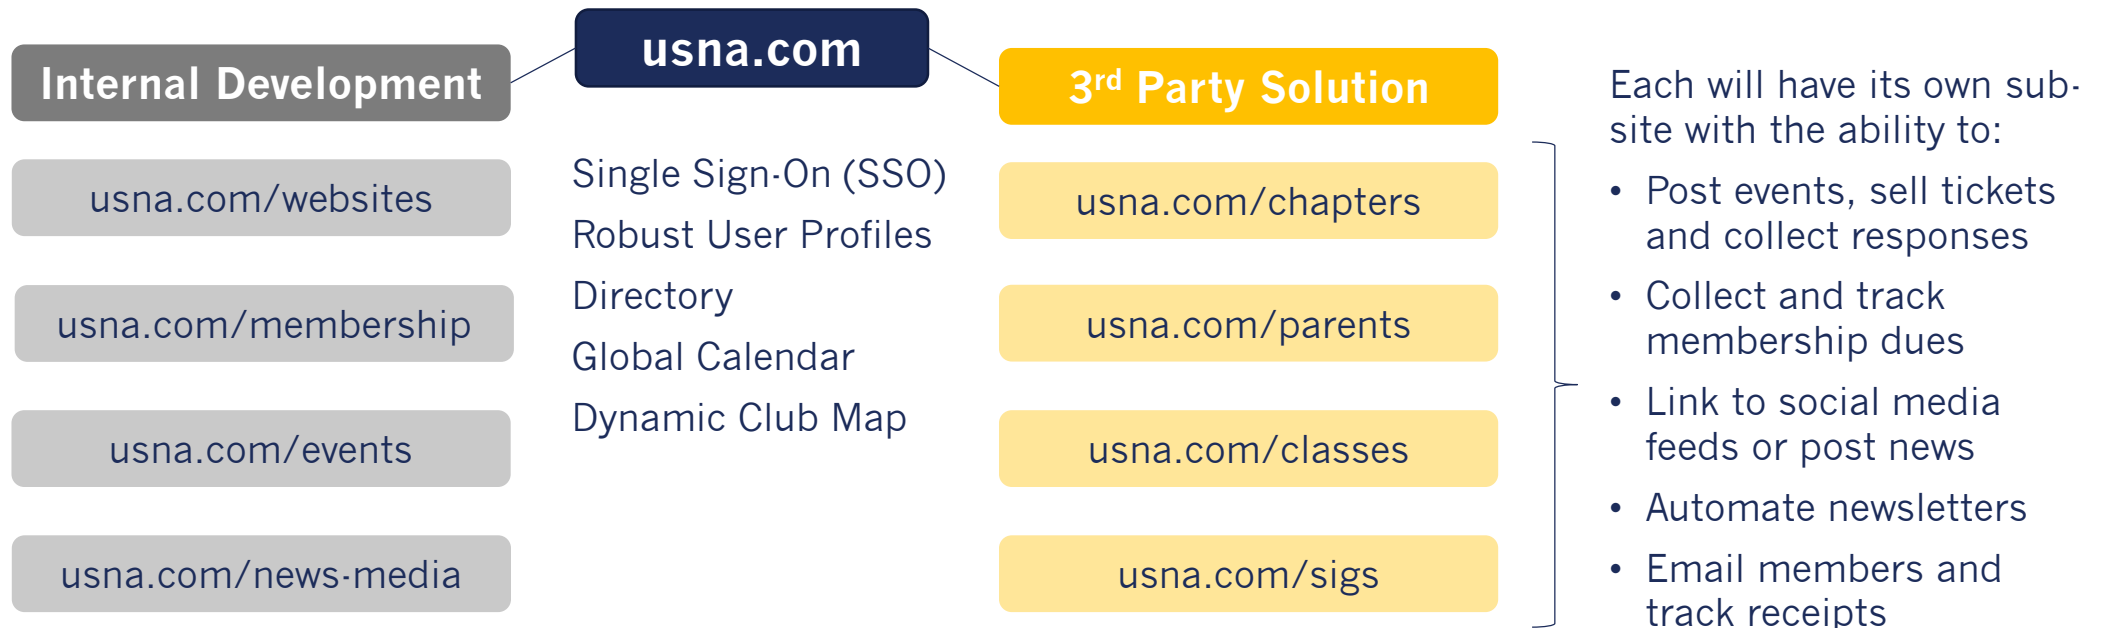 usna.com
Internal Development
usna.com/websites
usna.com/membership
usna.com/events
usna.com/news-media
Single Sign-On (SSO)
Robust User Profiles
Directory
Global Calendar
Dynamic Club Map
3rd Party Solution
usna.com/chapters
usna.com/parents
usna.com/classes
usna.com/sigs
Each will have its own sub-
site with the ability to:
• Post events, sell tickets
and collect responses
• Collect and track
membership dues
• Link to social media
feeds or post news
• Automate newsletters
• Email members and
track receipts